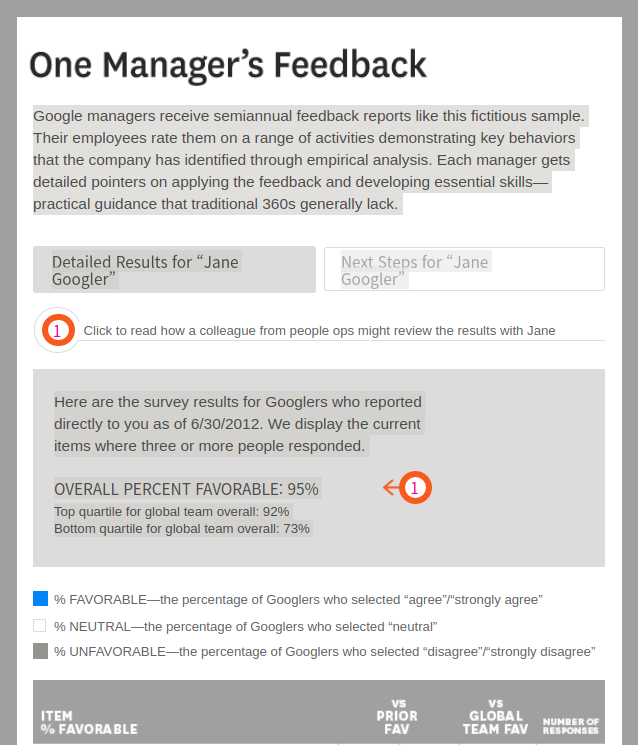 One Manager’s Feedback
Google managers receive semiannual feedback reports like this fictitious sample.
Their employees rate them on a range of activities demonstrating key behaviors
that the company has identified through empirical analysis. Each manager gets
detailed pointers on applying the feedback and developing essential skills—
practical guidance that traditional 360s generally lack.
Detailed Results for “Jane
Googler”
Next Steps for “Jane
Googler”
1 Click to read how a colleague from people ops might review the results with Jane
Here are the survey results for Googlers who reported
directly to you as of 6/30/2012. We display the current
items where three or more people responded.
OVERALL PERCENT FAVORABLE: 95% 1
Top quartile for global team overall: 92%
Bottom quartile for global team overall: 73%
% FAVORABLE—the percentage of Googlers who selected “agree”/“strongly agree”
% NEUTRAL—the percentage of Googlers who selected “neutral”
% UNFAVORABLE—the percentage of Googlers who selected “disagree”/“strongly disagree”
ITEM
% FAVORABLE
VS
PRIOR
FAV
VS
GLOBAL
TEAM FAV
NUMBER OF
RESPONSES